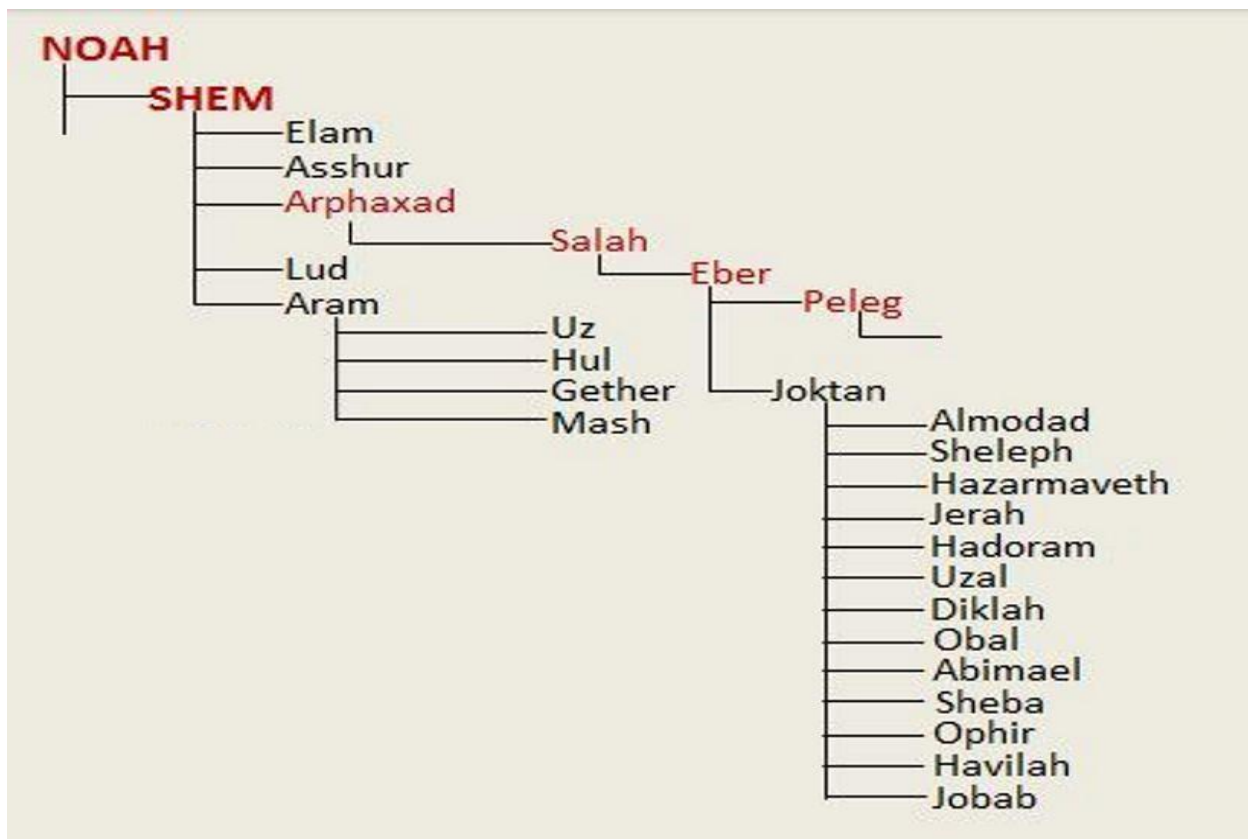 NOAH
SHEM
Elam
Asshur
Arphaxad
Salah
Eber
Lud
Peleg
Aram
Uz
Hul
Gether
Joktan
Mash
Almodad
Sheleph
Hazarmaveth
Jerah
Hadoram
Uzal
Diklah
Obal
Abimael
Sheba
Ophir
Havilah
Jobab